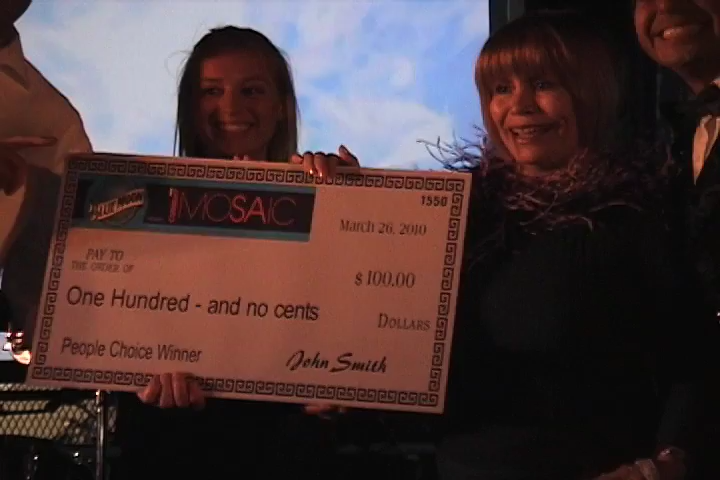 MOSAIC
1550
March 26, 2010
PAY TO
THE ORDER OF
$100.00
One Hundred - and no cents
DOLLARS
People Choice Winner
John Smith